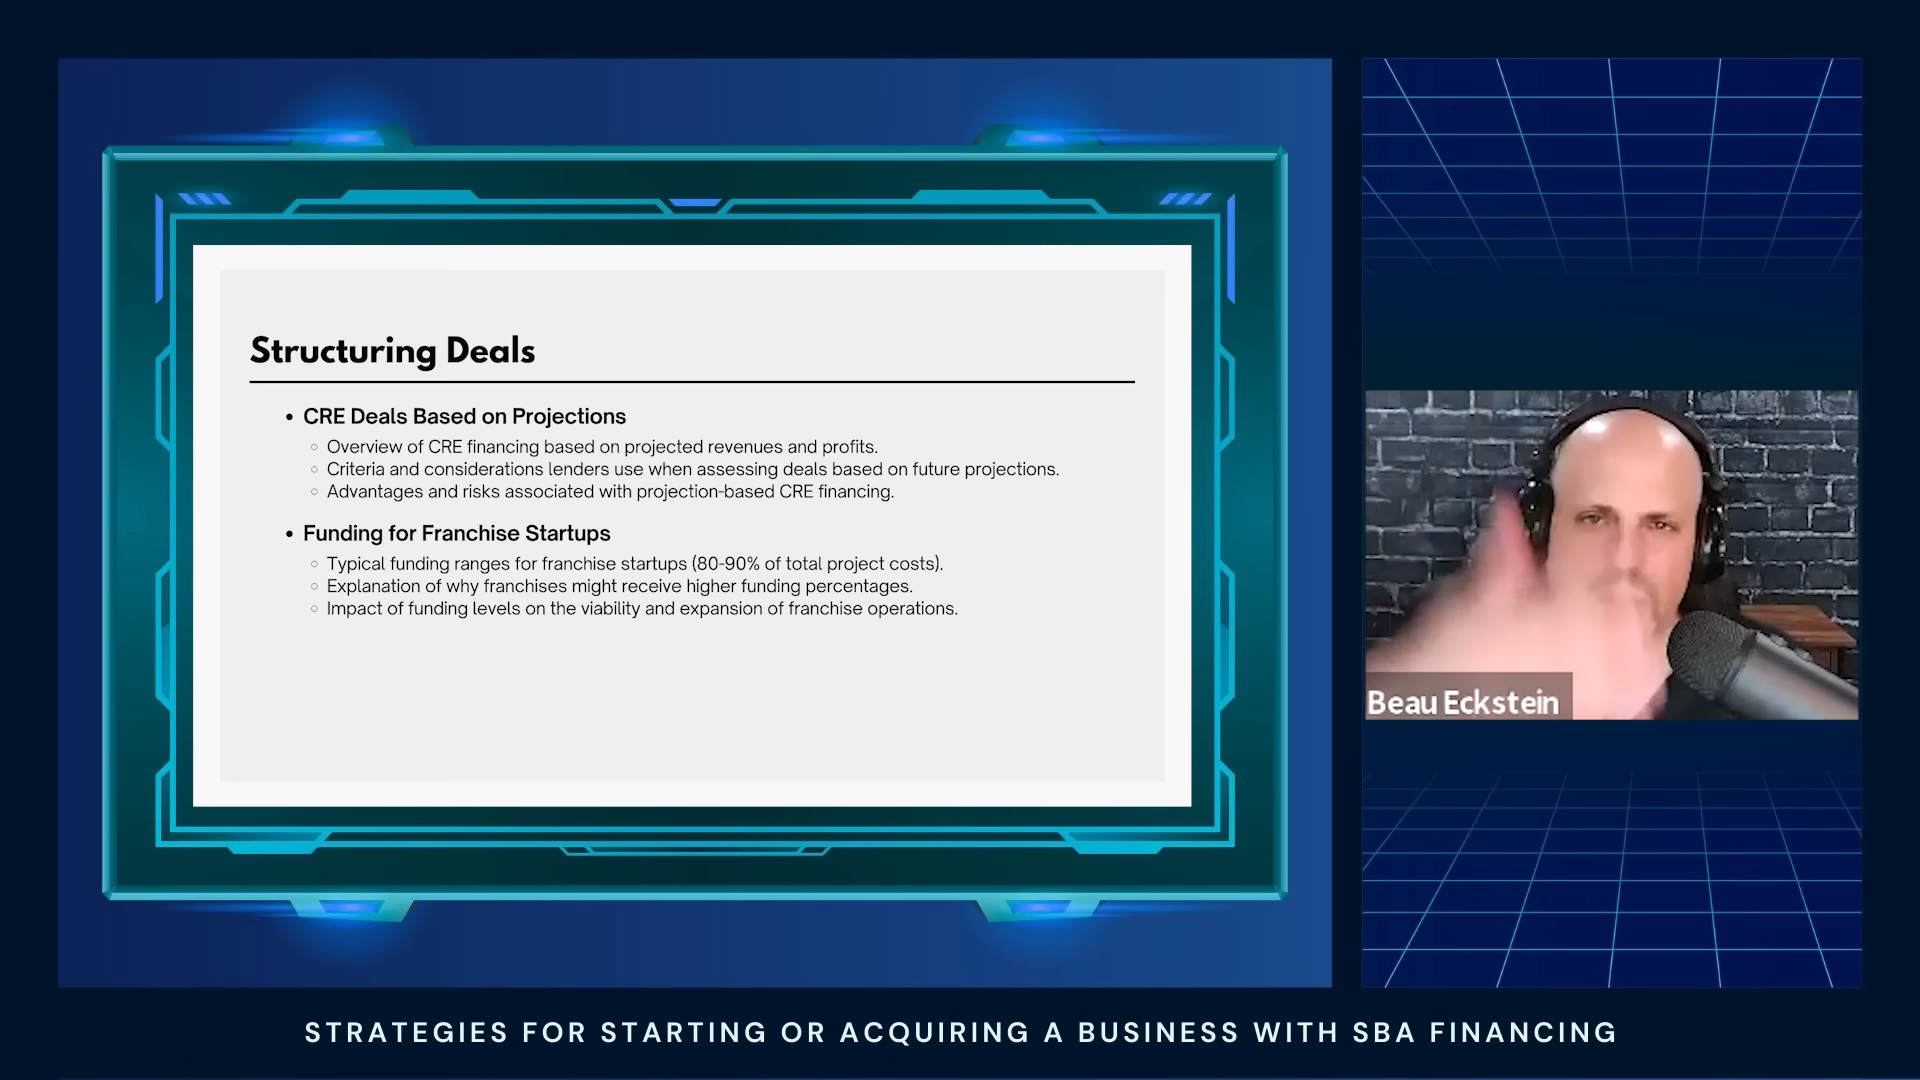 Structuring Deals
• CRE Deals Based on Projections
○ Overview of CRE financing based on projected revenues and profits.
○ Criteria and considerations lenders use when assessing deals based on future projections.
○ Advantages and risks associated with projection-based CRE financing.
• Funding for Franchise Startups
○ Typical funding ranges for franchise startups (80-90% of total project costs).
○ Explanation of why franchises might receive higher funding percentages.
○ Impact of funding levels on the viability and expansion of franchise operations.
Beau Eckstein
STRATEGIES FOR STARTING OR ACQUIRING A BUSINESS WITH SBA FINANCING